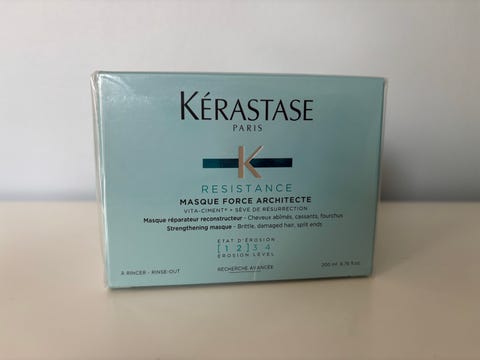 KÉRASTASE
PARIS
K
RESISTANCE
MASQUE FORCE ARCHITECTE
VITA-CIMENT® + SÈVE DE RÉSURRECTION
Masque réparateur reconstructeur - Cheveux abîmés, cassants, fourchus
Strengthening masque - Brittle, damaged hair, split ends
ETAT D'ÉROSION
[1 2]3 4
EROSION LEVEL
À RINCER - RINSE-OUT
RECHERCHE AVANCÉE
200 ml 6.76 fl.oz.